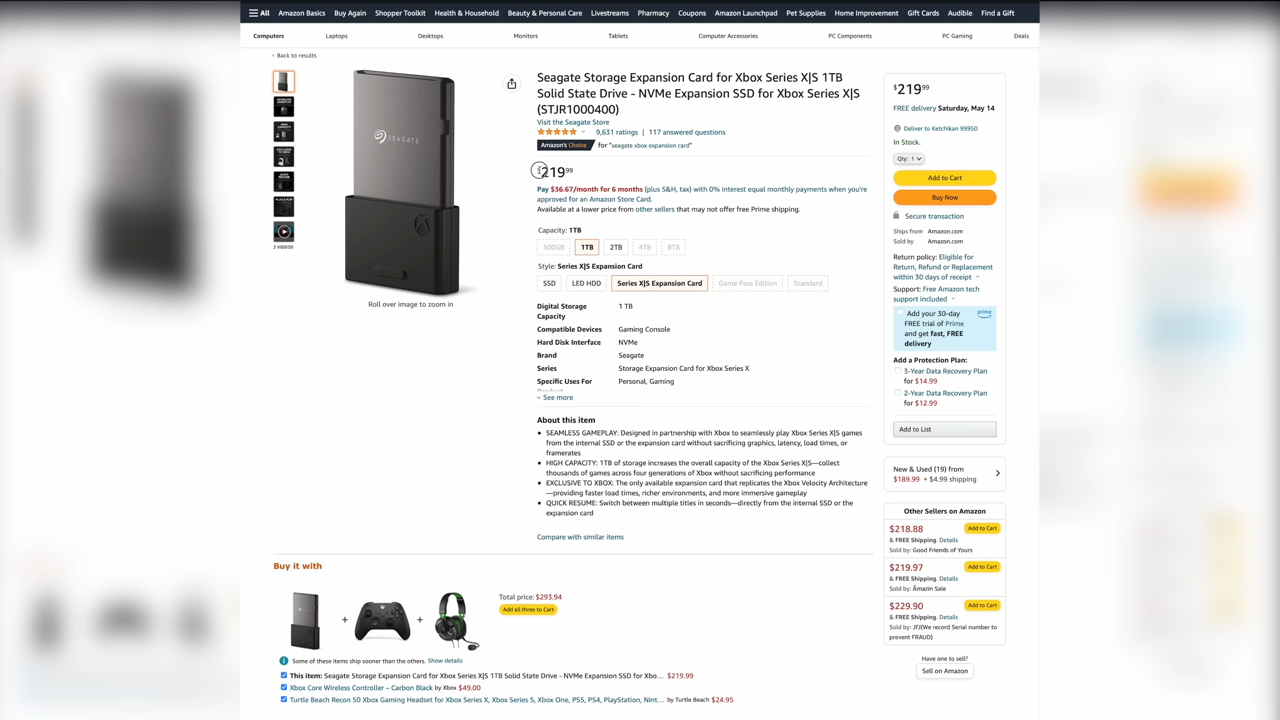 All Amazon Basics Buy Again Shopper Toolkit Health & Household Beauty & Personal Care Livestreams Pharmacy Coupons Amazon Launchpad Pet Supplies Home Improvement Gift Cards Audible Find a Gift
Computers Laptops Desktops Monitors Tablets Computer Accessories PC Components PC Gaming Deals
‹ Back to results
SEAGATE
2 VIDEOS
Roll over image to zoom in
Seagate Storage Expansion Card for Xbox Series X|S 1TB
Solid State Drive - NVMe Expansion SSD for Xbox Series X|S
(STJR1000400)
Visit the Seagate Store
9,631 ratings | 117 answered questions
Amazon's Choice for "seagate xbox expansion card"
$219.99
Pay $36.67/month for 6 months (plus S&H, tax) with 0% interest equal monthly payments when you're
approved for an Amazon Store Card.
Available at a lower price from other sellers that may not offer free Prime shipping.
Capacity: 1TB
500GB 1TB 2TB 4TB 8TB
Style: Series X|S Expansion Card
SSD LED HDD Series X|S Expansion Card Game Pass Edition Standard
Digital Storage 1 TB
Capacity
Compatible Devices Gaming Console
Hard Disk Interface NVMe
Brand Seagate
Series Storage Expansion Card for Xbox Series X
Specific Uses For Personal, Gaming
See more
About this item
• SEAMLESS GAMEPLAY: Designed in partnership with Xbox to seamlessly play Xbox Series X|S games
from the internal SSD or the expansion card without sacrificing graphics, latency, load times, or
framerates
• HIGH CAPACITY: 1TB of storage increases the overall capacity of the Xbox Series X|S—collect
thousands of games across four generations of Xbox without sacrificing performance
• EXCLUSIVE TO XBOX: The only available expansion card that replicates the Xbox Velocity Architecture
—providing faster load times, richer environments, and more immersive gameplay
• QUICK RESUME: Switch between multiple titles in seconds—directly from the internal SSD or the
expansion card
Compare with similar items
$219.99
FREE delivery Saturday, May 14
Deliver to Ketchikan 99950
In Stock.
Qty: 1
Add to Cart
Buy Now
Secure transaction
Ships from Amazon.com
Sold by Amazon.com
Return policy: Eligible for
Return, Refund or Replacement
within 30 days of receipt
Support: Free Amazon tech
support included
Add your 30-day prime
FREE trial of Prime
and get fast, FREE
delivery
Add a Protection Plan:
3-Year Data Recovery Plan
for $14.99
2-Year Data Recovery Plan
for $12.99
Add to List
New & Used (19) from
$189.99 + $4.99 shipping
Other Sellers on Amazon
$218.88 Add to Cart
& FREE Shipping. Details
Sold by: Good Friends of Yours
$219.97 Add to Cart
& FREE Shipping. Details
Sold by: Âmazin Sale
$229.90 Add to Cart
& FREE Shipping. Details
Sold by: JFJ(We record Serial number to
prevent FRAUD)
Have one to sell?
Sell on Amazon
Buy it with
+ +
Total price: $293.94
Add all three to Cart
Some of these items ship sooner than the others. Show details
This item: Seagate Storage Expansion Card for Xbox Series X|S 1TB Solid State Drive - NVMe Expansion SSD for Xbo... $219.99
Xbox Core Wireless Controller – Carbon Black by Xbox $49.00
Turtle Beach Recon 50 Xbox Gaming Headset for Xbox Series X, Xbox Series S, Xbox One, PS5, PS4, PlayStation, Nint... by Turtle Beach $24.95